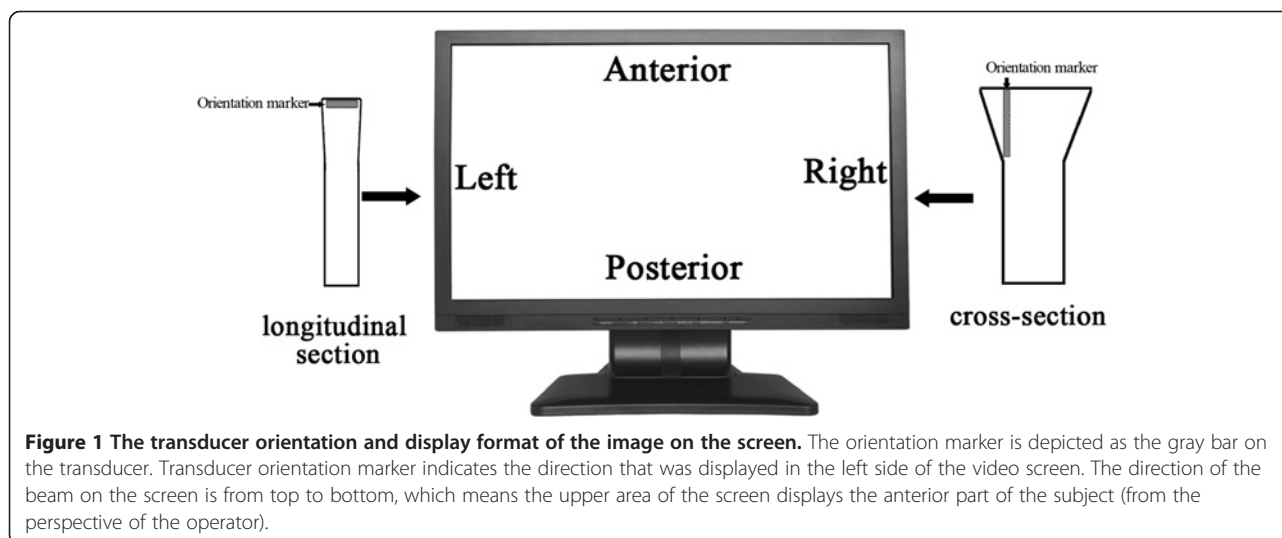 Anterior
Orientation marker
Orientation marker
Left
Right
Posterior
longitudinal
section
cross-section
Figure 1 The transducer orientation and display format of the image on the screen. The orientation marker is depicted as the gray bar on
the transducer. Transducer orientation marker indicates the direction that was displayed in the left side of the video screen. The direction of the
beam on the screen is from top to bottom, which means the upper area of the screen displays the anterior part of the subject (from the
perspective of the operator).